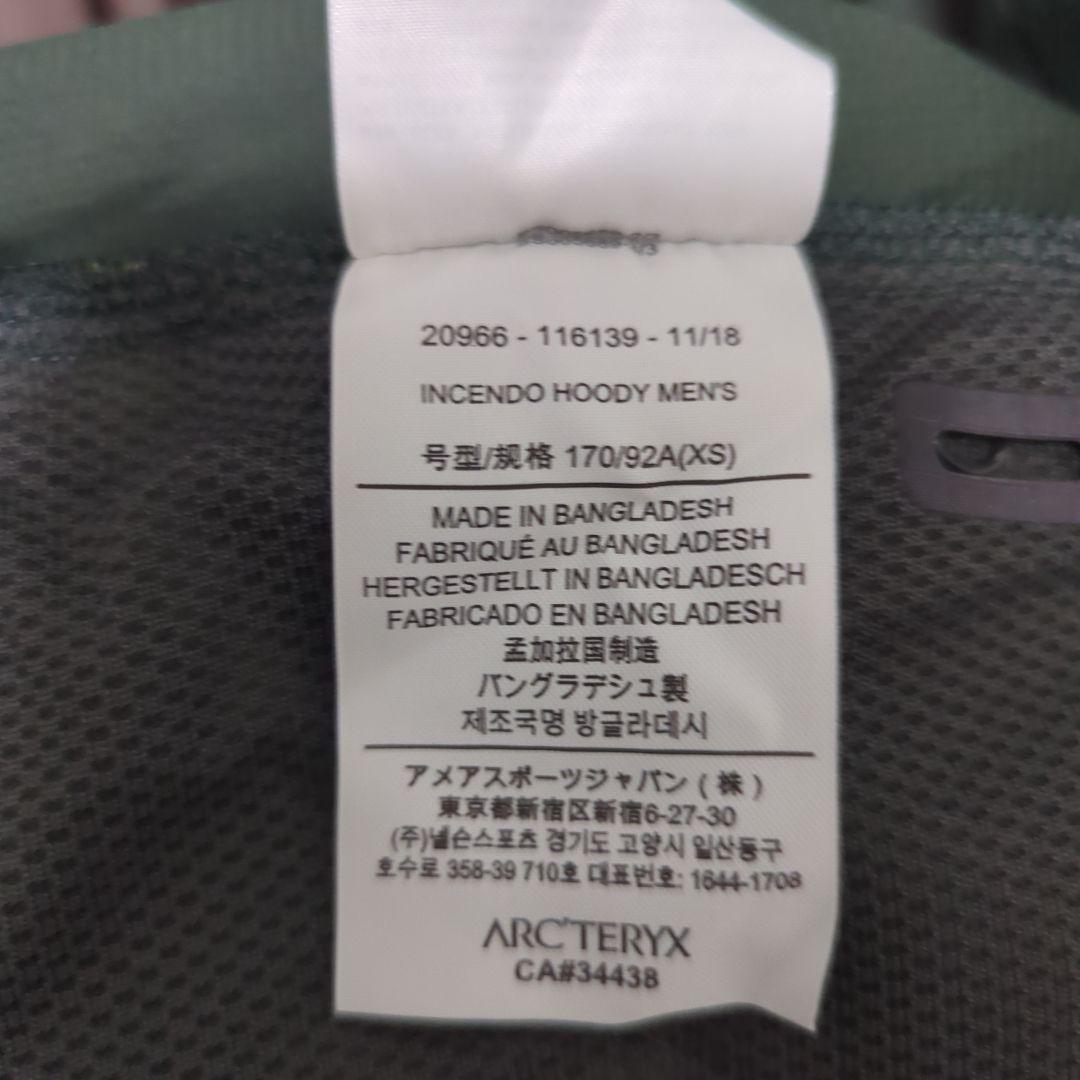 20966 - 116139 - 11/18
INCENDO HOODY MEN'S
号型/规格 170/92A(XS)
MADE IN BANGLADESH
FABRIQUÉ AU BANGLADESH
HERGESTELLT IN BANGLADESCH
FABRICADO EN BANGLADESH
孟加拉国制造
バングラデシュ製
제조국명 방글라데시
アメアスポーツジャパン（株）
東京都新宿区新宿6-27-30
(주)넬슨스포츠 경기도 고양시 일산동구
호수로 358-39 710호 대표번호: 1644-1708
ARC'TERYX
CA#34438